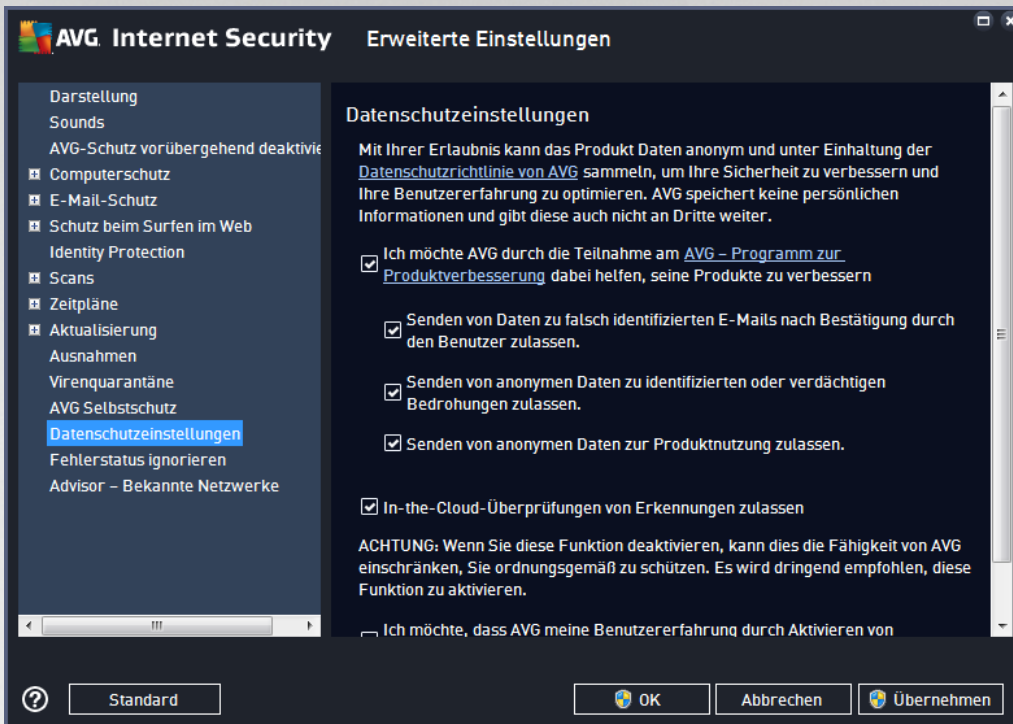 AVG Internet Security Erweiterte Einstellungen
Darstellung
Sounds
AVG-Schutz vorübergehend deaktivie
Computerschutz
E-Mail-Schutz
Schutz beim Surfen im Web
Identity Protection
Scans
Zeitpläne
Aktualisierung
Ausnahmen
Virenquarantäne
AVG Selbstschutz
Datenschutzeinstellungen
Fehlerstatus ignorieren
Advisor – Bekannte Netzwerke
Datenschutzeinstellungen
Mit Ihrer Erlaubnis kann das Produkt Daten anonym und unter Einhaltung der
Datenschutzrichtlinie von AVG sammeln, um Ihre Sicherheit zu verbessern und
Ihre Benutzererfahrung zu optimieren. AVG speichert keine persönlichen
Informationen und gibt diese auch nicht an Dritte weiter.
Ich möchte AVG durch die Teilnahme am AVG – Programm zur
Produktverbesserung dabei helfen, seine Produkte zu verbessern
Senden von Daten zu falsch identifizierten E-Mails nach Bestätigung durch
den Benutzer zulassen.
Senden von anonymen Daten zu identifizierten oder verdächtigen
Bedrohungen zulassen.
Senden von anonymen Daten zur Produktnutzung zulassen.
In-the-Cloud-Überprüfungen von Erkennungen zulassen
ACHTUNG: Wenn Sie diese Funktion deaktivieren, kann dies die Fähigkeit von AVG
einschränken, Sie ordnungsgemäß zu schützen. Es wird dringend empfohlen, diese
Funktion zu aktivieren.
Ich möchte, dass AVG meine Benutzererfahrung durch Aktivieren von
Standard
OK
Abbrechen
Übernehmen